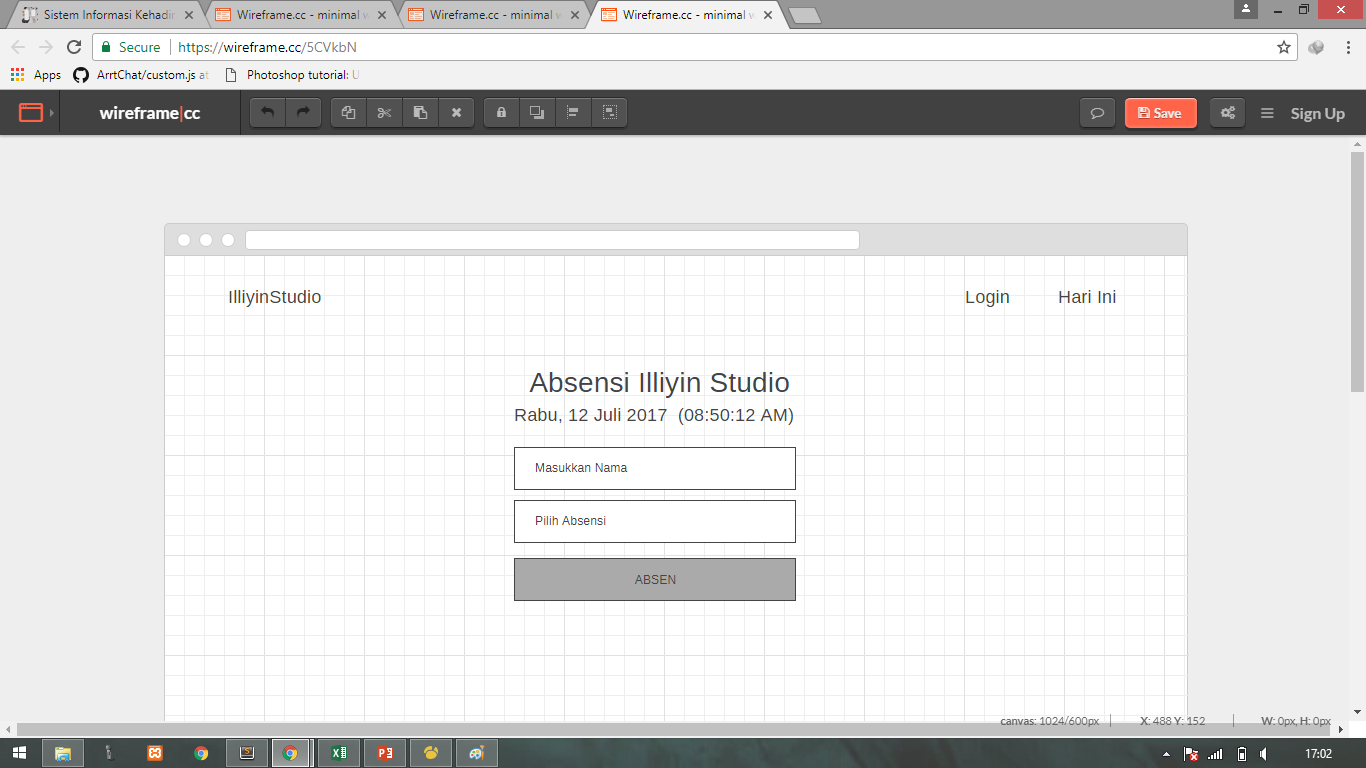 Sistem Informasi Kehadir
Wireframe.cc - minimal w
Wireframe.cc - minimal w
Wireframe.cc - minimal w
Secure https://wireframe.cc/5CVkbN
Apps ArrtChat/custom.js at Photoshop tutorial: U
wireframe|cc Save Sign Up
IlliyinStudio Login Hari Ini
Absensi Illiyin Studio
Rabu, 12 Juli 2017 (08:50:12 AM)
Masukkan Nama
Pilih Absensi
ABSEN
canvas: 1024/600px | X: 488 Y: 152 | W: 0px, H: 0px
17:02